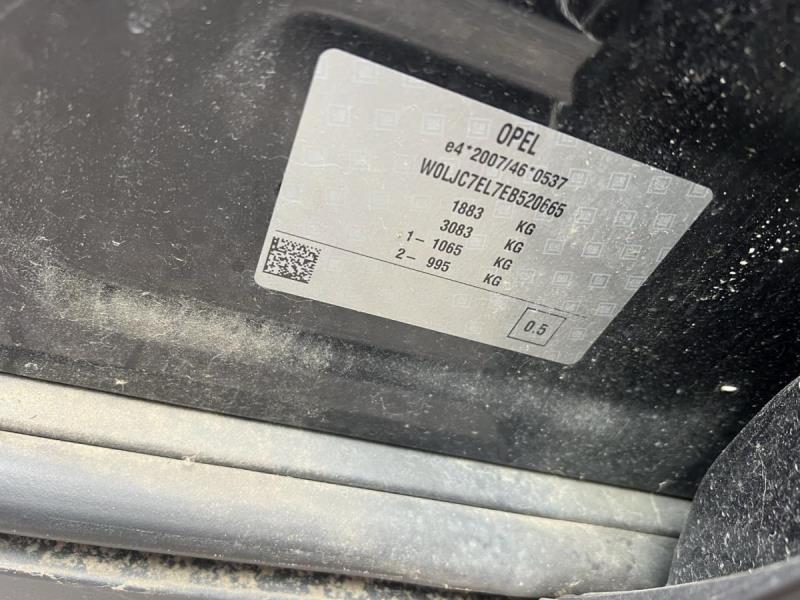 OPEL
e4*2007/46*0537
W0LJC7EL7EB520665
1883 KG
3083 KG
1- 1065 KG
2- 995 KG
0.5